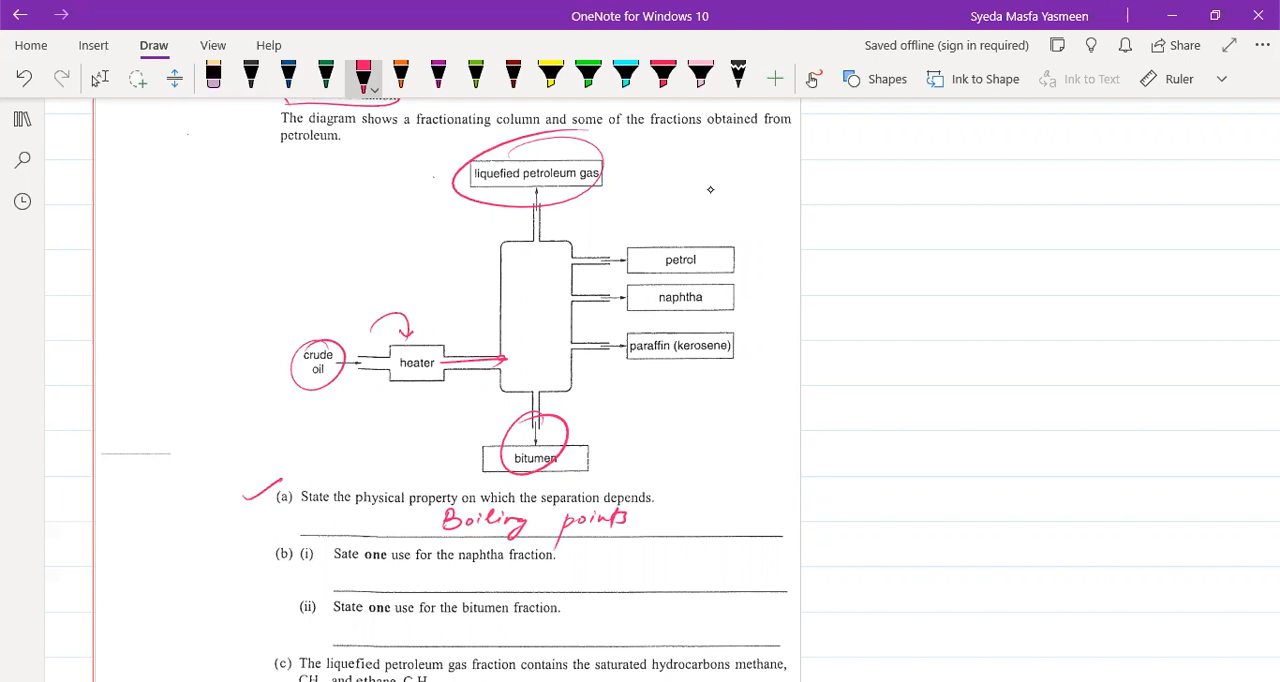 OneNote for Windows 10
Syeda Masfa Yasmeen
Home Insert Draw View Help
Saved offline (sign in required)
Share
Shapes
Ink to Shape
Ink to Text
Ruler
The diagram shows a fractionating column and some of the fractions obtained from
petroleum.
liquefied petroleum gas
petrol
naphtha
paraffin (kerosene)
crude
oil
heater
bitumen
(a) State the physical property on which the separation depends.
Boiling points
(b) (i) Sate one use for the naphtha fraction.
(ii) State one use for the bitumen fraction.
(c) The liquefied petroleum gas fraction contains the saturated hydrocarbons methane,
and ethane